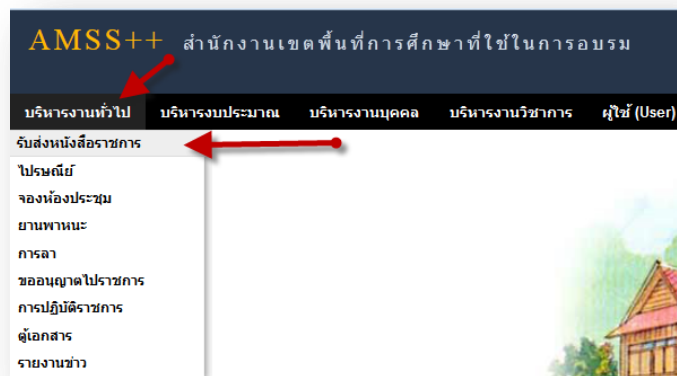 AMSS++ สำนักงานเขตพื้นที่การศึกษาที่ใช้ในการอบรม
บริหารงานทั่วไป บริหารงบประมาณ บริหารงานบุคคล บริหารงานวิชาการ ผู้ใช้ (User)
รับส่งหนังสือราชการ
ไปรษณีย์
จองห้องประชุม
ยานพาหนะ
การลา
ขออนุญาตไปราชการ
การปฏิบัติราชการ
ตู้เอกสาร
รายงานข่าว